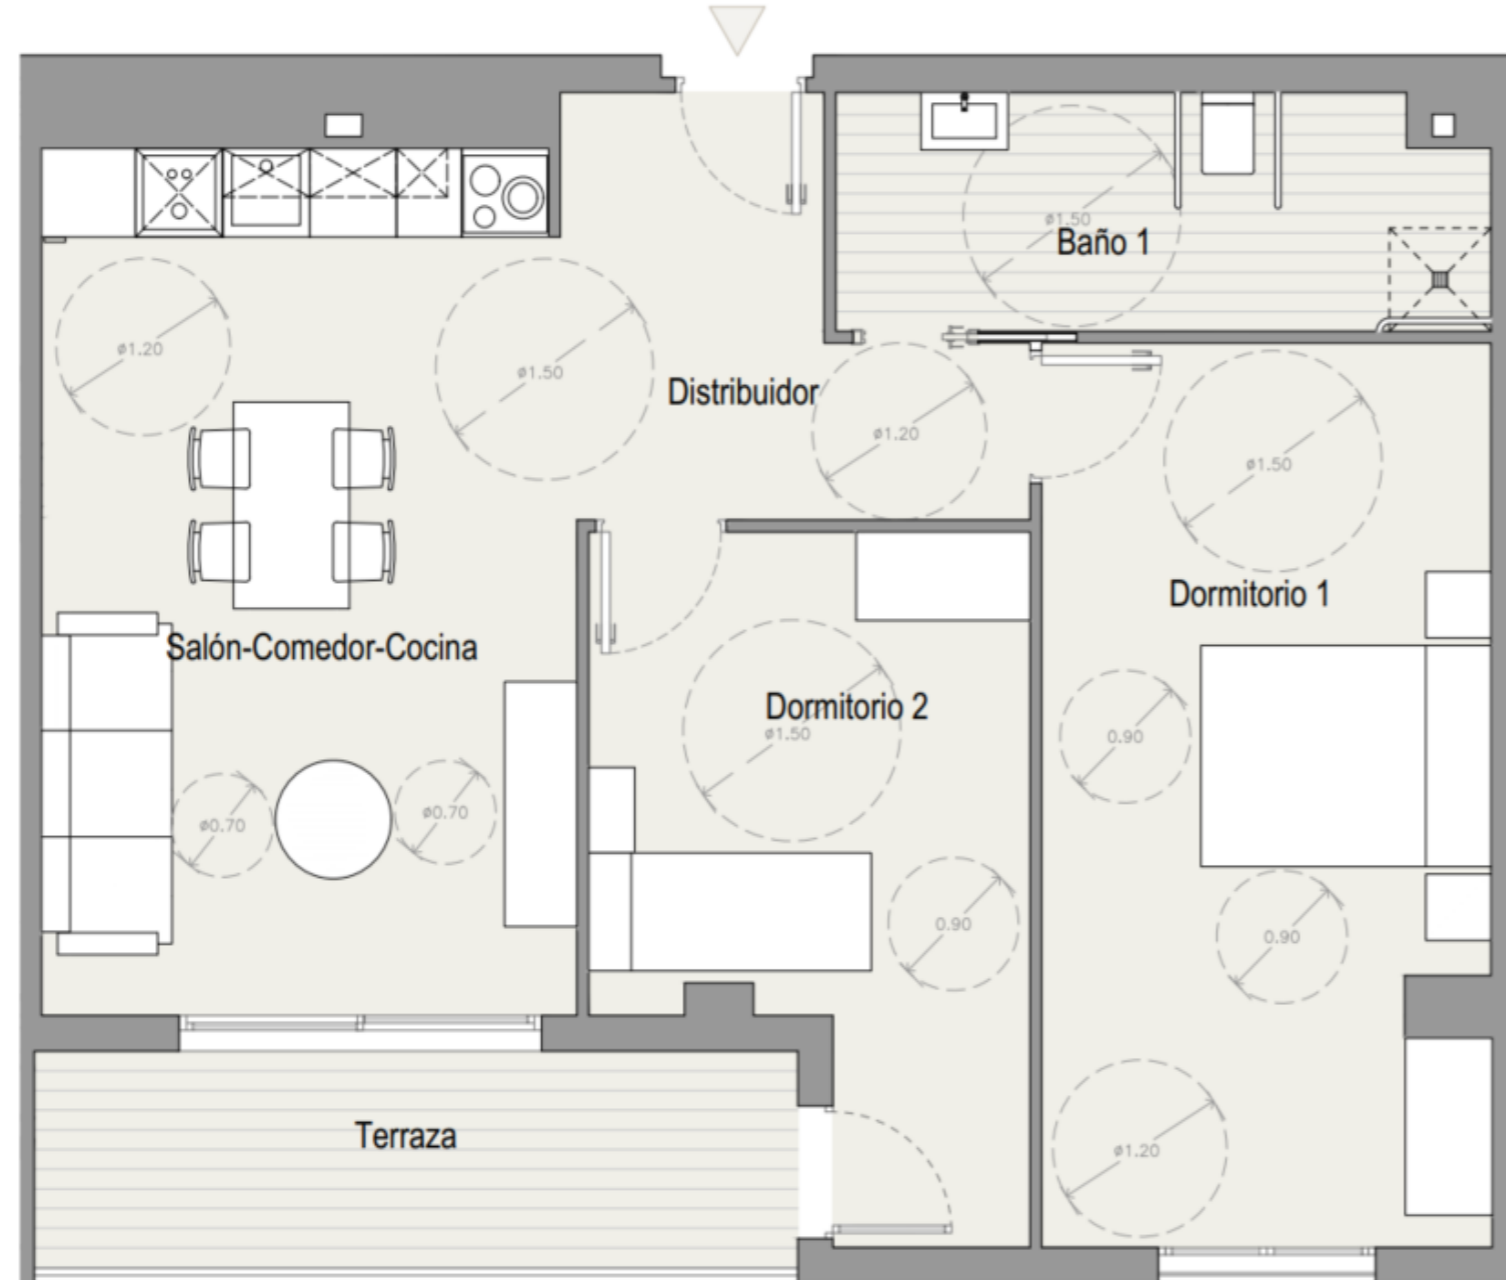 ø1.50
Baño 1
ø1.20
ø1.50
Distribuidor
ø1.20
ø1.50
Dormitorio 1
Salón-Comedor-Cocina
Dormitorio 2
ø1.50
0.90
ø0.70
ø0.70
0.90
0.90
Terraza
ø1.20